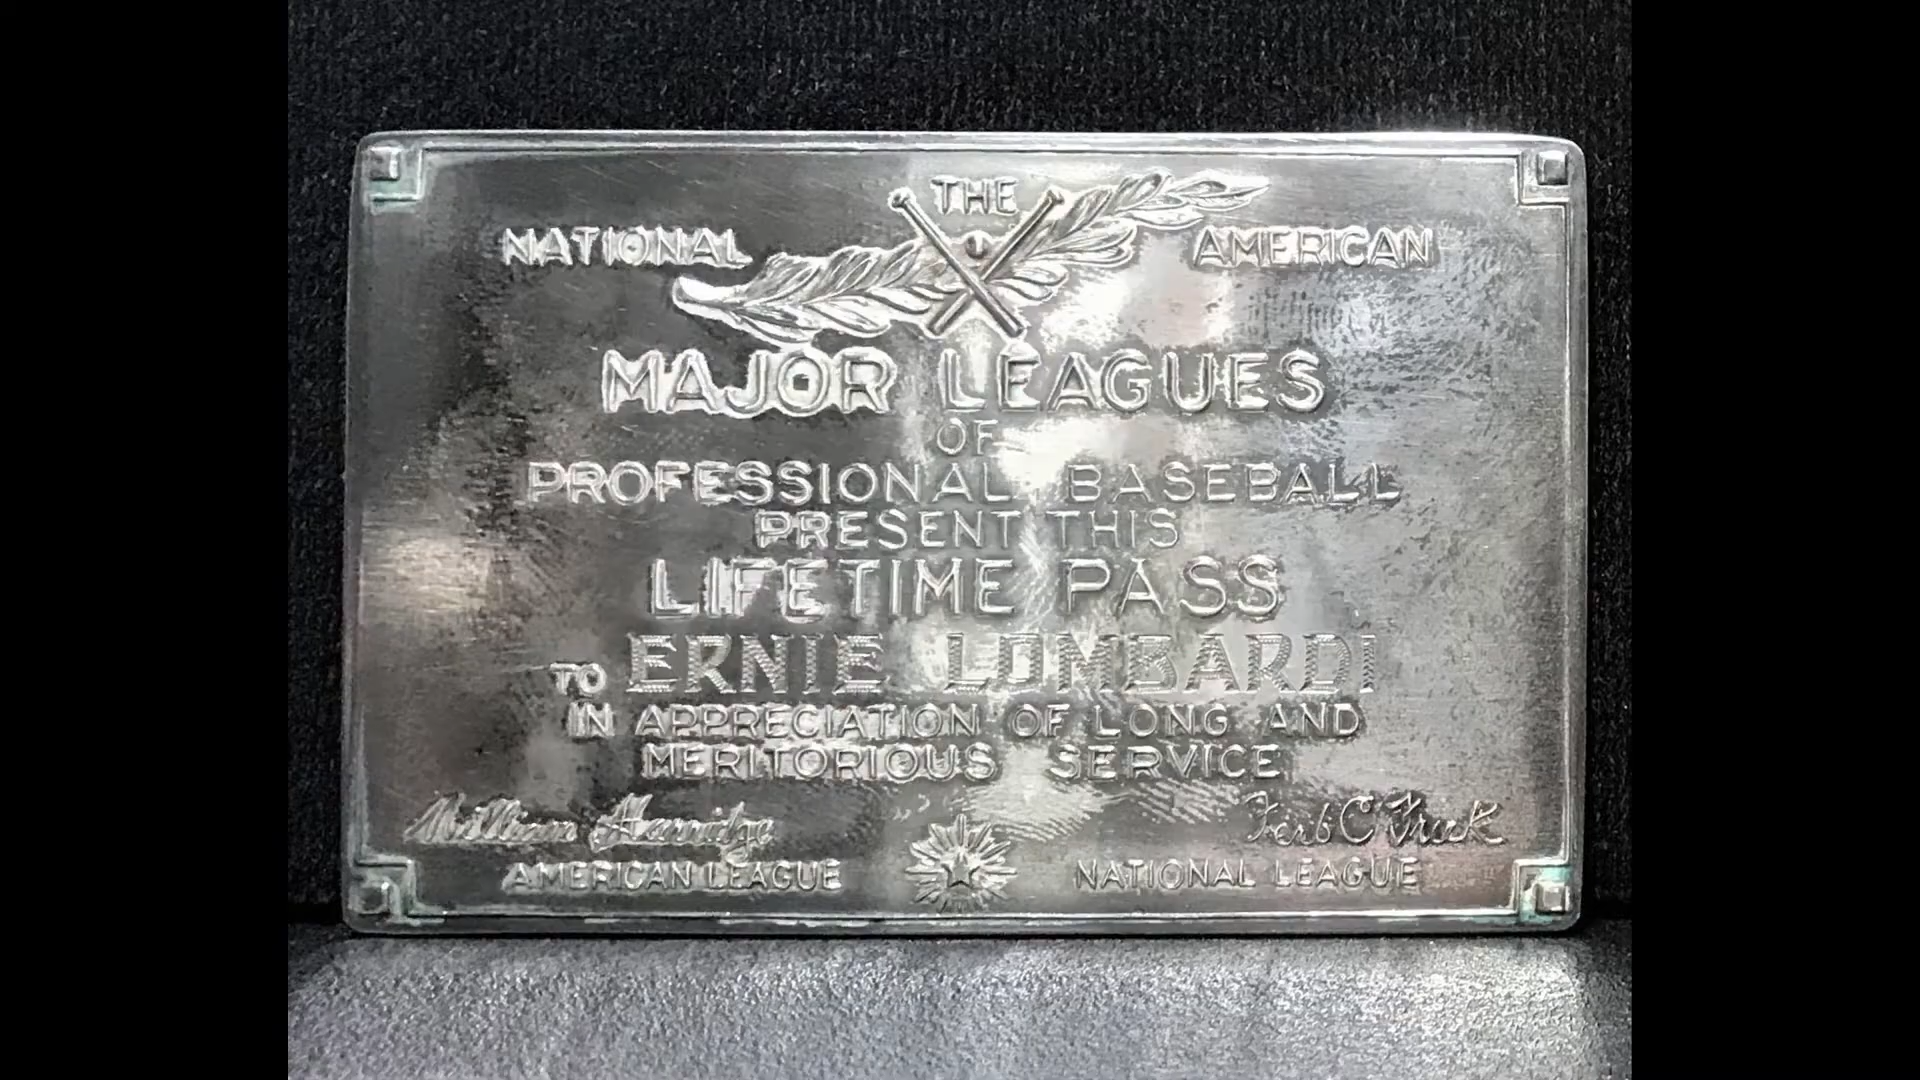 THE
NATIONAL AMERICAN
MAJOR LEAGUES
OF
PROFESSIONAL BASEBALL
PRESENT THIS
LIFETIME PASS
TO ERNIE LOMBARDI
IN APPRECIATION OF LONG AND
MERITORIOUS SERVICE
William Harridge Ford C Frick
AMERICAN LEAGUE NATIONAL LEAGUE